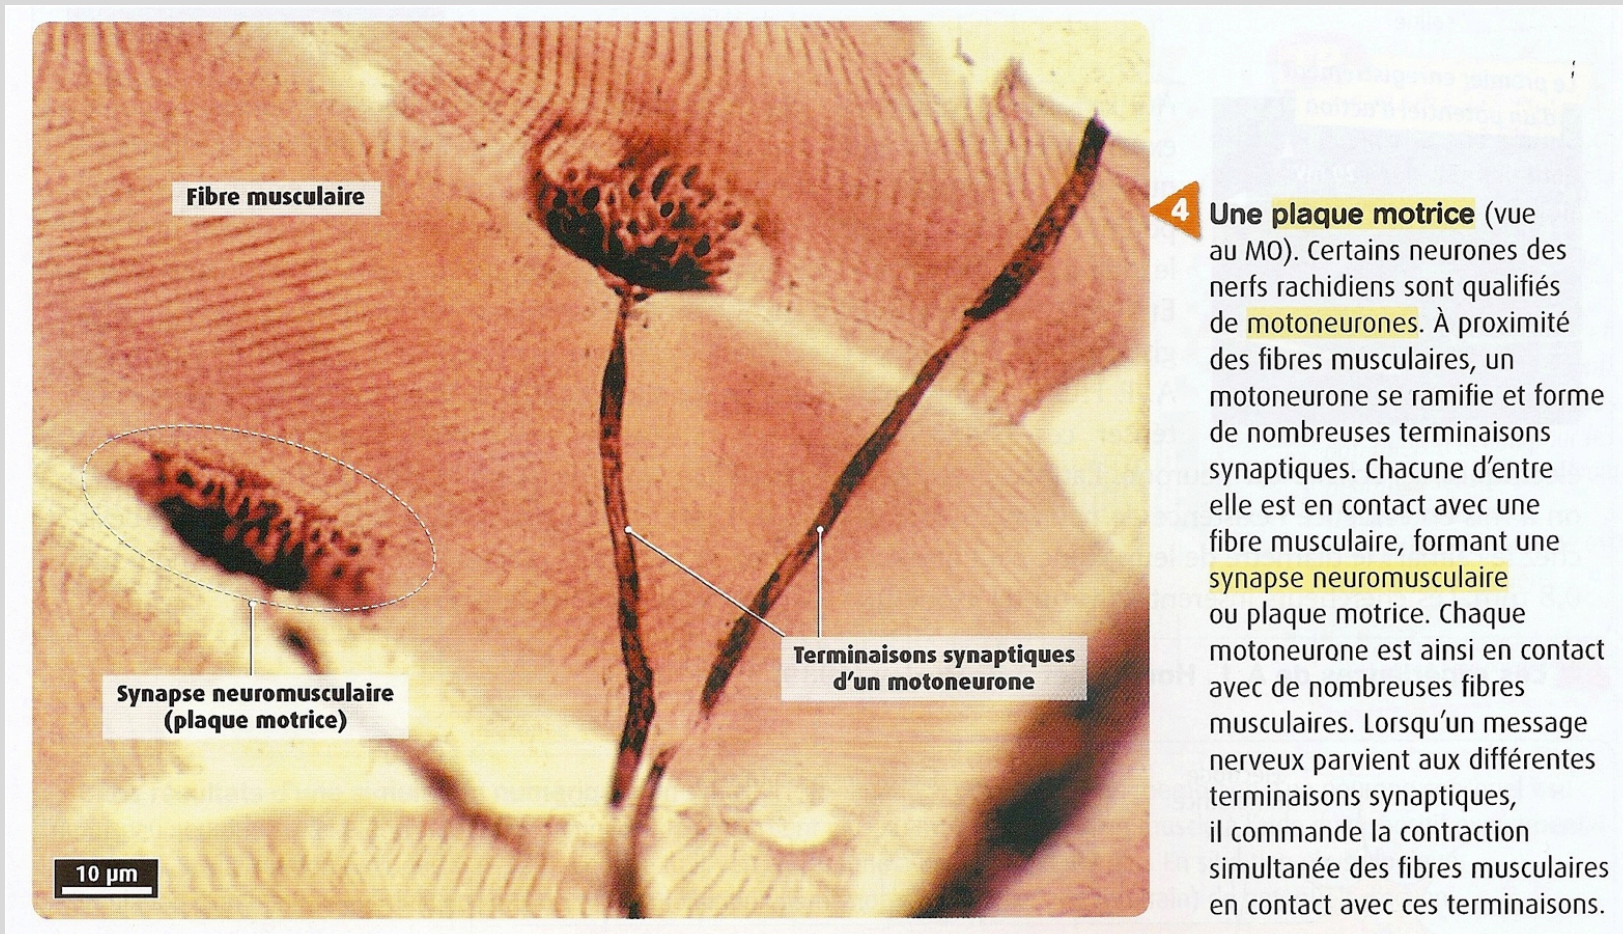 Fibre musculaire
Synapse neuromusculaire
(plaque motrice)
Terminaisons synaptiques
d'un motoneurone
10 µm
4
Une plaque motrice (vue
au MO). Certains neurones des
nerfs rachidiens sont qualifiés
de motoneurones. À proximité
des fibres musculaires, un
motoneurone se ramifie et forme
de nombreuses terminaisons
synaptiques. Chacune d'entre
elle est en contact avec une
fibre musculaire, formant une
synapse neuromusculaire
ou plaque motrice. Chaque
motoneurone est ainsi en contact
avec de nombreuses fibres
musculaires. Lorsqu'un message
nerveux parvient aux différentes
terminaisons synaptiques,
il commande la contraction
simultanée des fibres musculaires
en contact avec ces terminaisons.